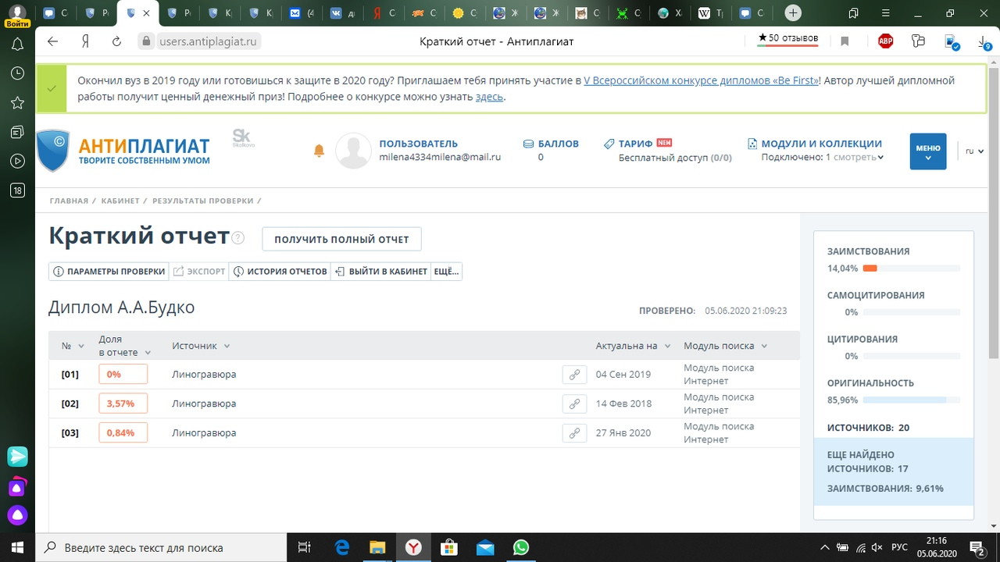 Войти
С
P
С
P
K
K
(4
Д
С
С
С
Ж
Ж
С
С
Ха
W Т
С
← Я users.antiplagiat.ru Краткий отчет - Антиплагиат ★50 отзывов ABP 9
Окончил вуз в 2019 году или готовишься к защите в 2020 году? Приглашаем тебя принять участие в V Всероссийском конкурсе дипломов «Be First»! Автор лучшей дипломной
работы получит ценный денежный приз! Подробнее о конкурсе можно узнать здесь.
©
АНТИПЛАГИАТ
ТВОРИТЕ СОБСТВЕННЫМ УМОМ
Sk
Skolkovo
ПОЛЬЗОВАТЕЛЬ
milena4334milena@mail.ru
БАЛЛОВ
0
ТАРИФ NEW
Бесплатный доступ (0/0)
МОДУЛИ И КОЛЛЕКЦИИ
Подключено: 1 смотреть
МЕНЮ
ru
18
ГЛАВНАЯ / КАБИНЕТ / РЕЗУЛЬТАТЫ ПРОВЕРКИ /
Краткий отчет ?
ПОЛУЧИТЬ ПОЛНЫЙ ОТЧЕТ
ПАРАМЕТРЫ ПРОВЕРКИ ЭКСПОРТ ИСТОРИЯ ОТЧЕТОВ ВЫЙТИ В КАБИНЕТ ЕЩЁ...
Диплом А.А.Будко
ПРОВЕРЕНО: 05.06.2020 21:09:23
№
Доля
в отчете
Источник
Актуальна на
Модуль поиска
[01] 0% Линогравюра 04 Сен 2019
Модуль поиска
Интернет
[02] 3,57% Линогравюра 14 Фев 2018
Модуль поиска
Интернет
[03] 0,84% Линогравюра 27 Янв 2020
Модуль поиска
Интернет
ЗАИМСТВОВАНИЯ
14,04%
САМОЦИТИРОВАНИЯ
0%
ЦИТИРОВАНИЯ
0%
ОРИГИНАЛЬНОСТЬ
85,96%
ИСТОЧНИКОВ: 20
ЕЩЕ НАЙДЕНО
ИСТОЧНИКОВ: 17
ЗАИМСТВОВАНИЯ: 9,61%
Введите здесь текст для поиска
РУС
21:16
05.06.2020
2